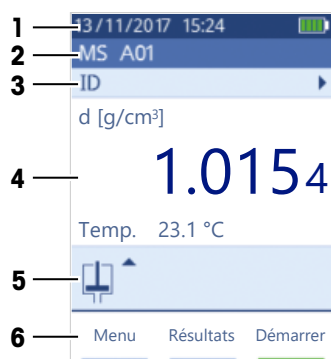 1 13/11/2017 15:24
2 MS A01
3 ID
d [g/cm³]
4 1.0154
Temp. 23.1 °C
5
6 Menu Résultats Démarrer